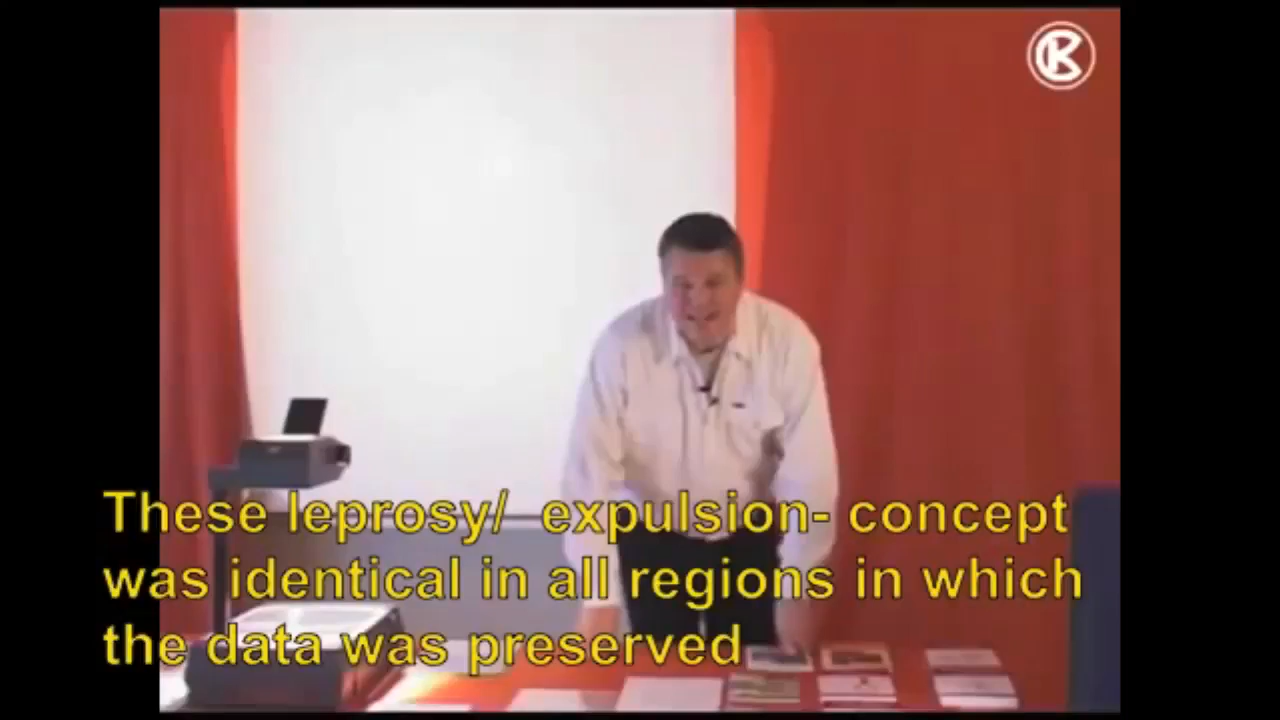 These leprosy/ expulsion- concept
was identical in all regions in which
the data was preserved